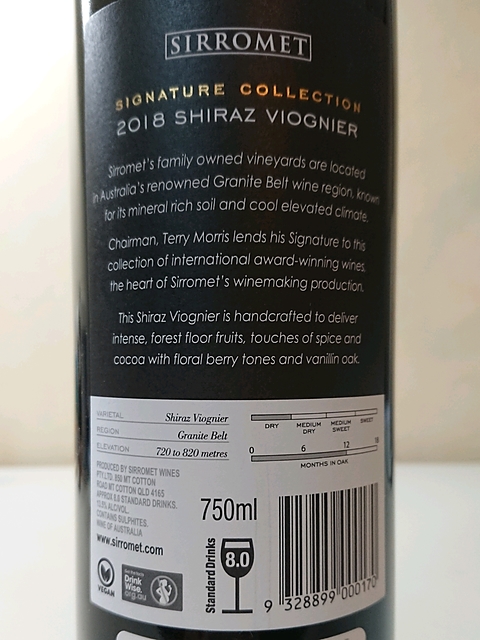 SIRROMET
SIGNATURE COLLECTION
2018 SHIRAZ VIOGNIER
Sirromet's family owned vineyards are located
in Australia's renowned Granite Belt wine region, known
for its mineral rich soil and cool elevated climate.
Chairman, Terry Morris lends his Signature to this
collection of international award-winning wines,
the heart of Sirromet's winemaking production.
This Shiraz Viognier is handcrafted to deliver
intense, forest floor fruits, touches of spice and
cocoa with floral berry tones and vanillin oak.
VARIETAL Shiraz Viognier
REGION Granite Belt
ELEVATION 720 to 820 metres
DRY MEDIUM DRY MEDIUM SWEET SWEET
0 6 12 18
MONTHS IN OAK
PRODUCED BY SIRROMET WINES
PTY LTD. 850 MT COTTON
ROAD MT COTTON QLD 4165
APPROX 8.0 STANDARD DRINKS.
ALCOHOL.
CONTAINS SULPHITES.
WINE OF AUSTRALIA
www.sirromet.com
750ml
Standard Drinks
8.0
VEGAN
Drink
Wise.
org.au
9 328899 000170